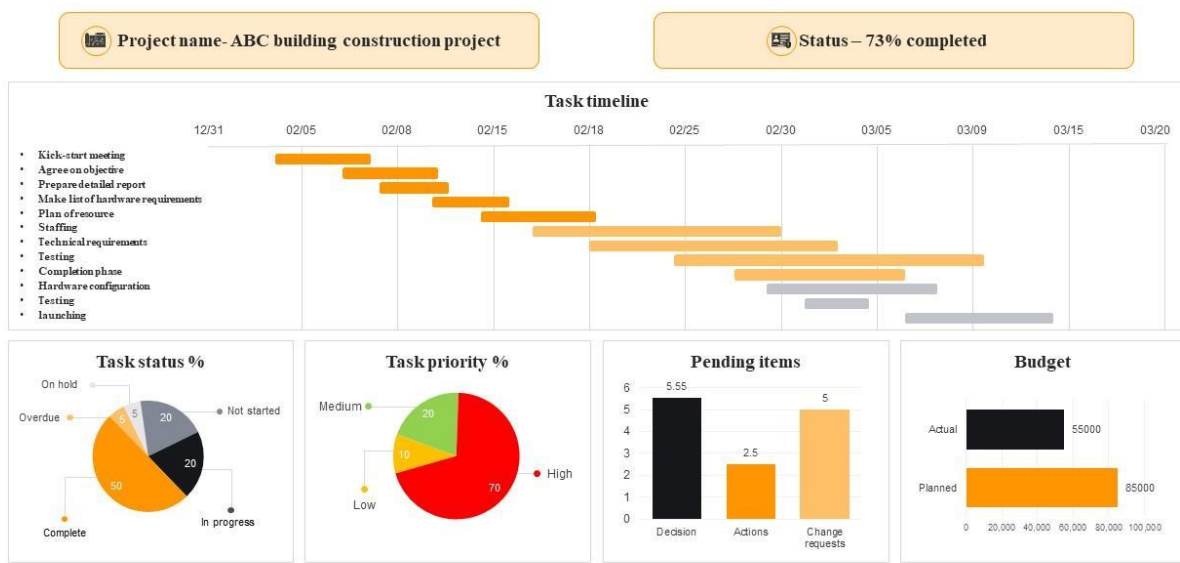 Project name- ABC building construction project
Status – 73% completed
Task timeline
12/31 02/05 02/08 02/15 02/18 02/25 02/30 03/05 03/09 03/15 03/20
• Kick-start meeting
• Agree on objective
• Prepare detailed report
• Make list of hardware requirements
• Plan of resource
• Staffing
• Technical requirements
• Testing
• Completion phase
• Hardware configuration
• Testing
• launching
Task status %
On hold
5
Overdue
5
20
Not started
20
50
In progress
Complete
Task priority %
Medium
20
10
High
70
Low
Pending items
6
5
4
3
2
1
0
5.55
2.5
5
Decision
Actions
Change
requests
Budget
Actual
55000
Planned
85000
0 20,000 40,000 60,000 80,000 100,000